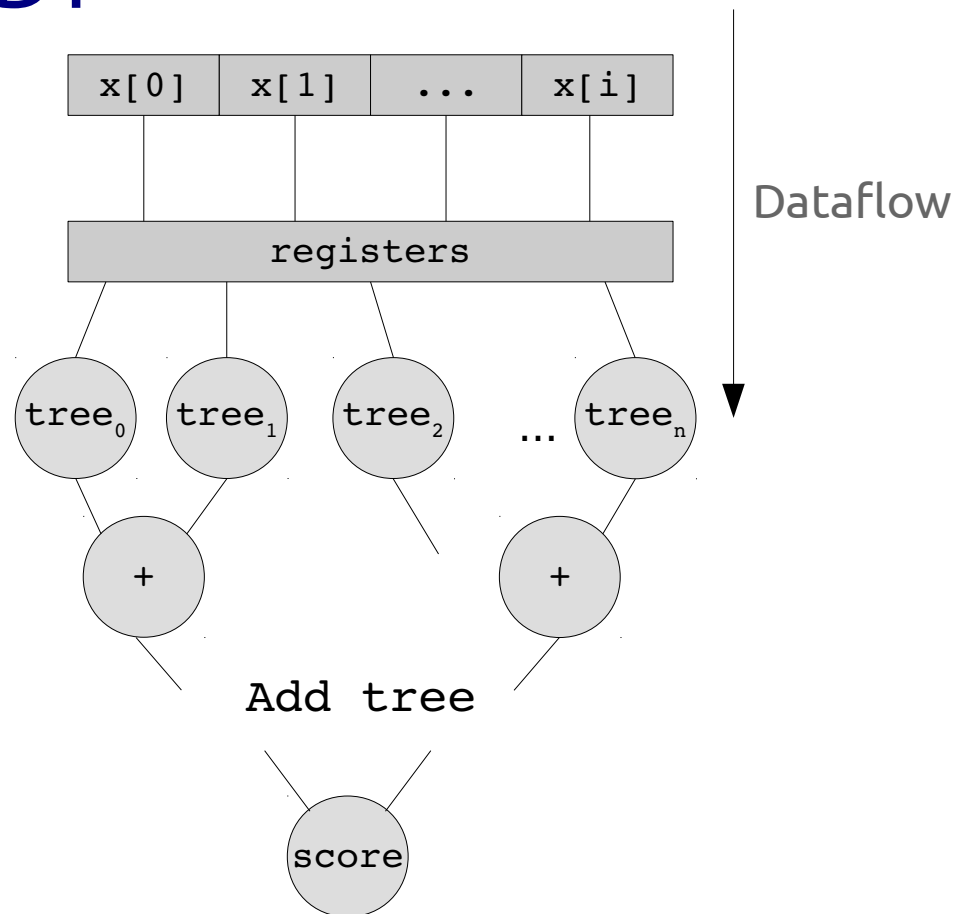 x[0] x[1] ... x[i]
Dataflow
registers
tree₀ tree₁ tree₂ ... treeₙ
+ +
Add tree
score